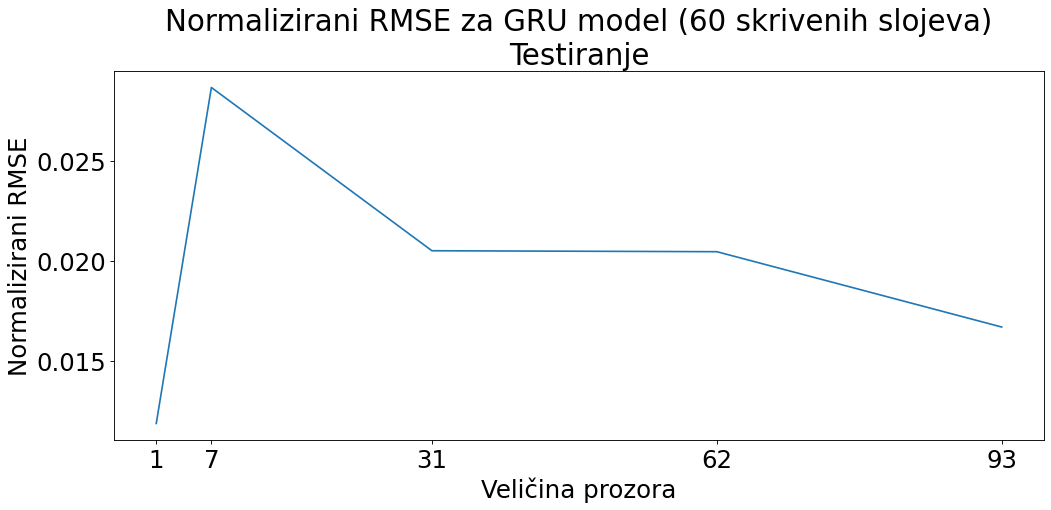 Normalizirani RMSE za GRU model (60 skrivenih slojeva)
Testiranje
Normalizirani RMSE
0.025
0.020
0.015
1 7 31 62 93
Veličina prozora